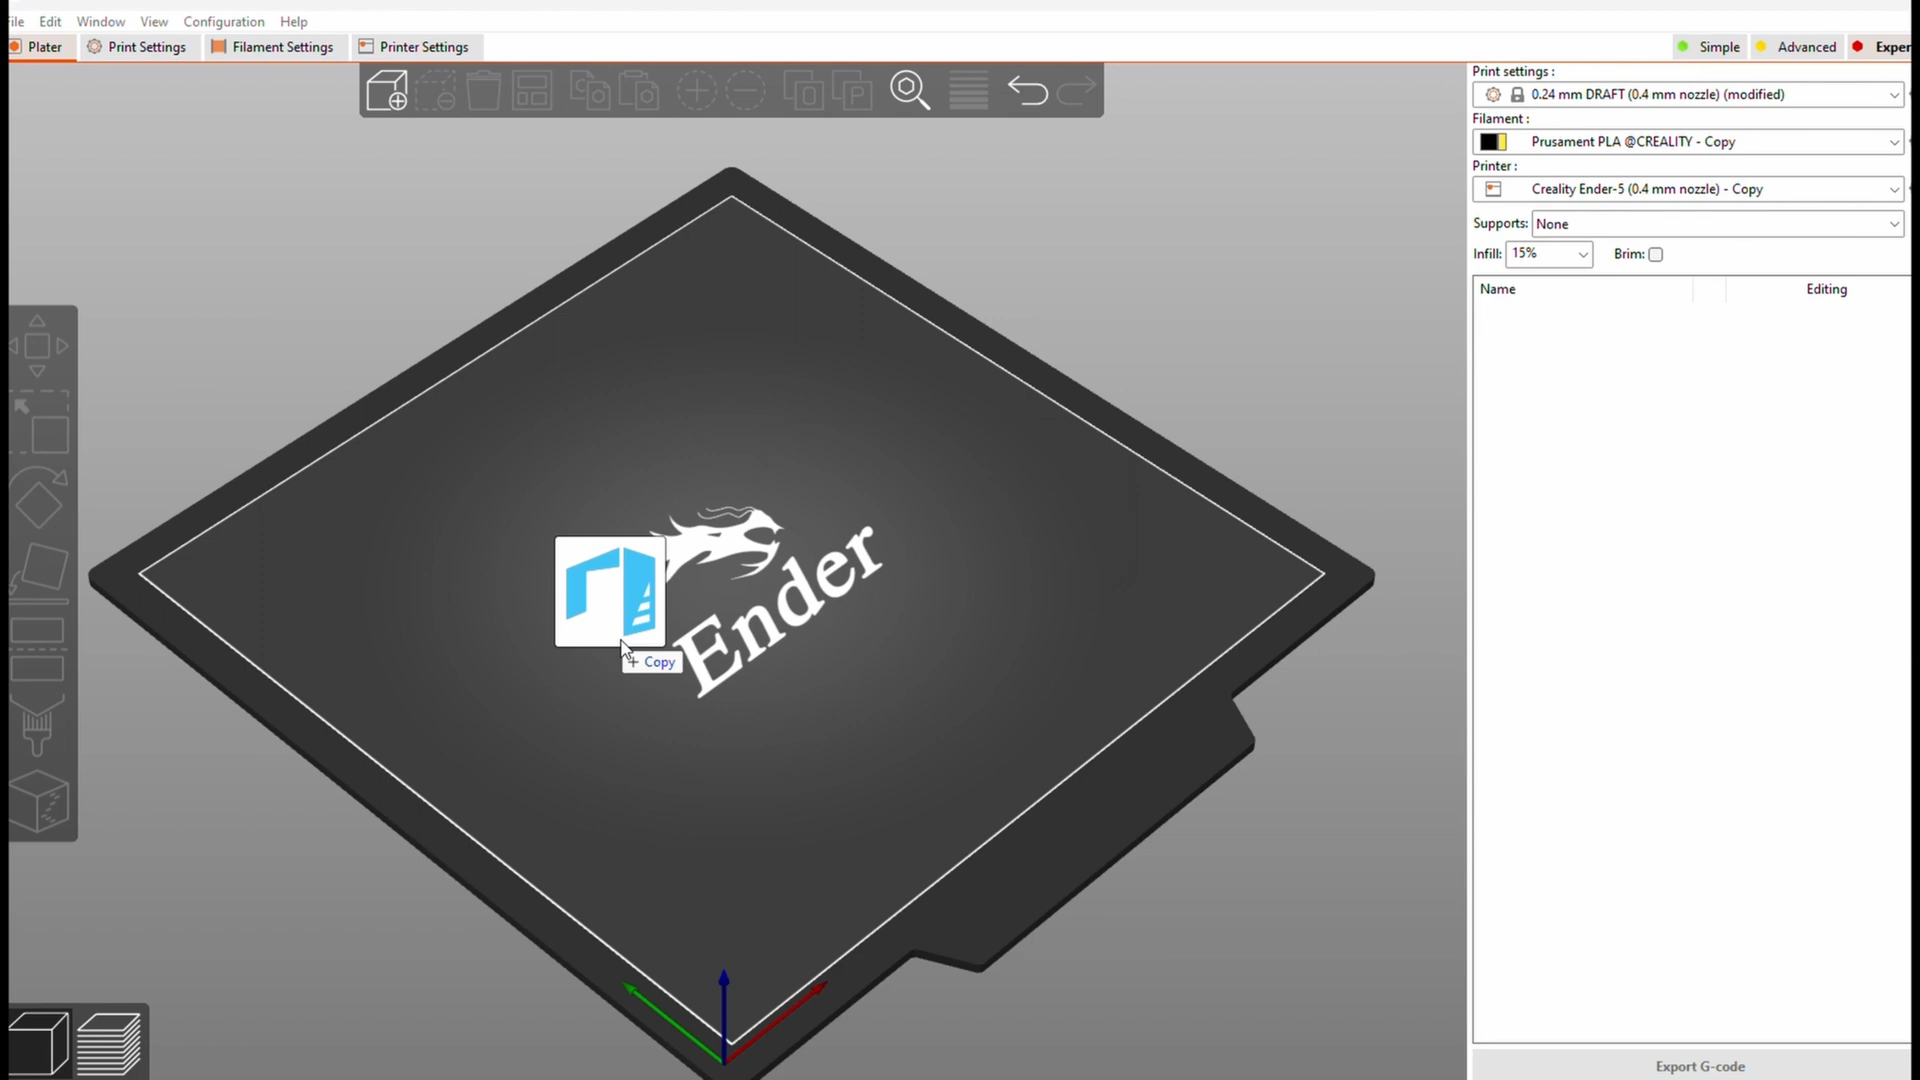 ile Edit Window View Configuration Help
Plater Print Settings Filament Settings Printer Settings Simple Advanced Exper
Print settings :
0.24 mm DRAFT (0.4 mm nozzle) (modified)
Filament :
Prusament PLA @CREALITY - Copy
Printer :
Creality Ender-5 (0.4 mm nozzle) - Copy
Supports: None
Infill: 15% Brim:
Name Editing
Ender
+ Copy
Export G-code